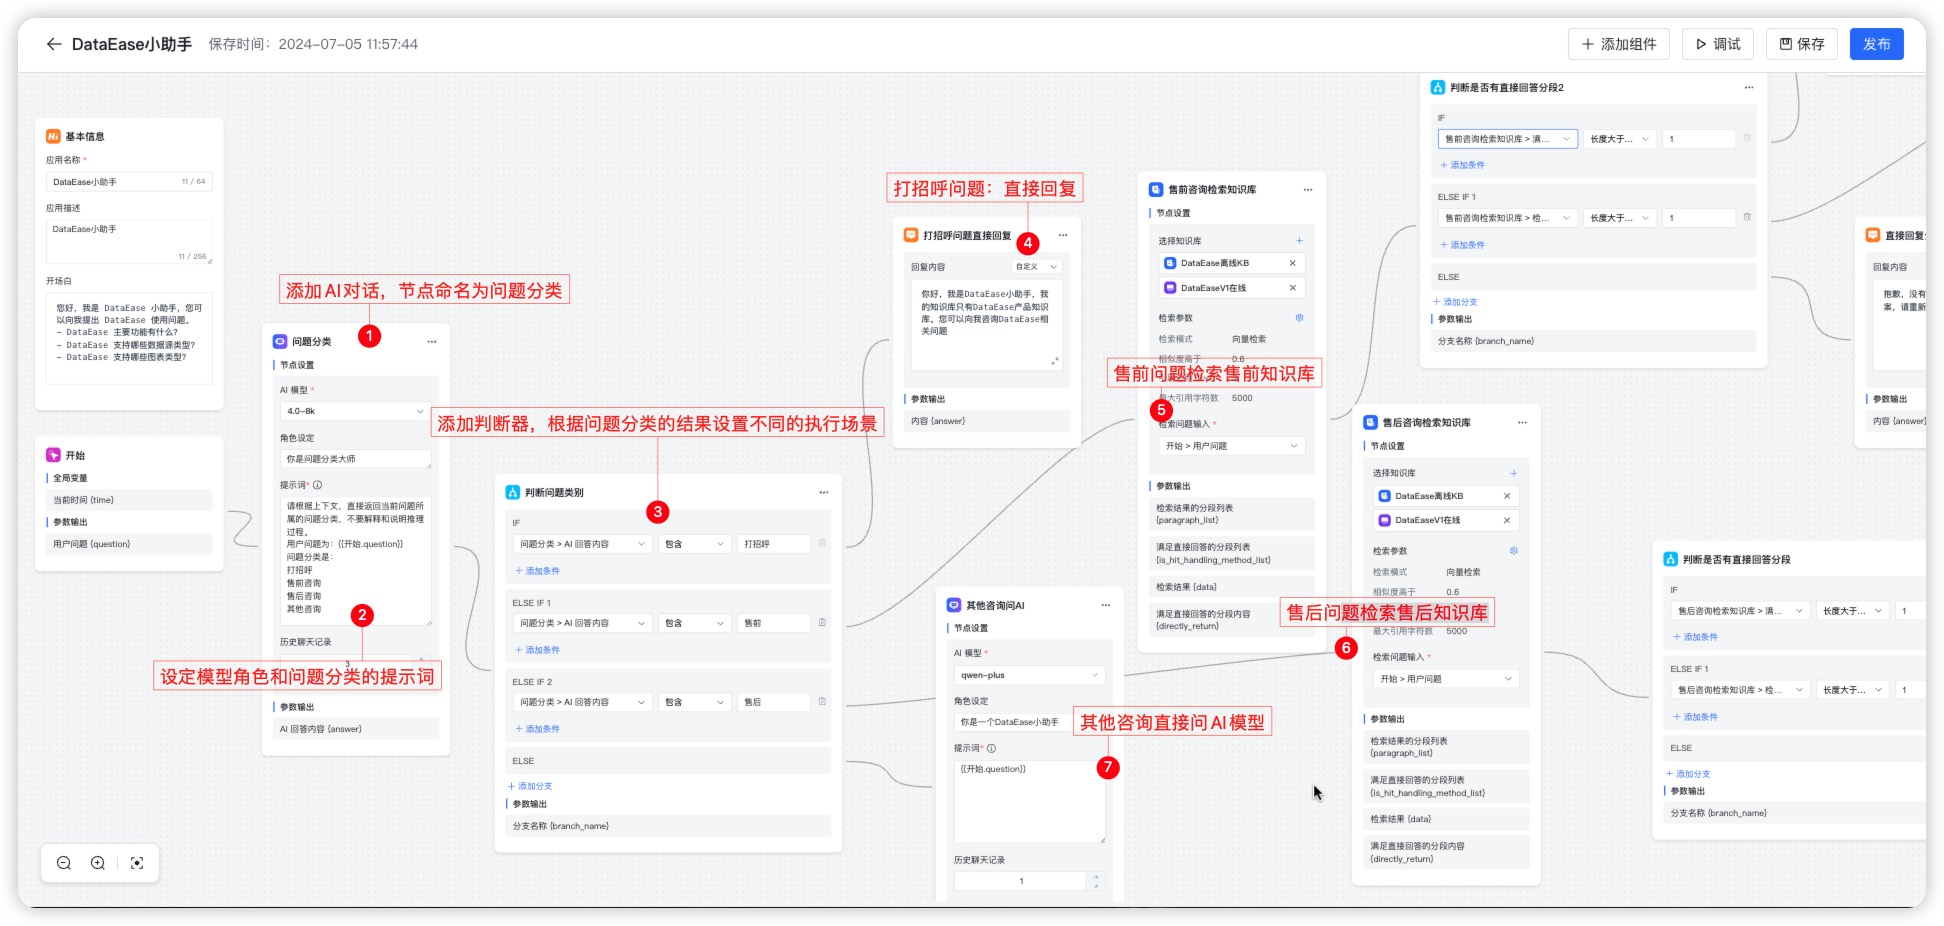 DataEase小助手 保存时间：2024-07-05 11:57:44
添加组件 调试 保存 发布
基本信息
应用名称 *
DataEase小助手 11 / 64
应用描述
DataEase小助手
11 / 256
开场白
您好，我是 DataEase 小助手，您可
以向我提出 DataEase 使用问题。
- DataEase 主要功能有什么？
- DataEase 支持哪些数据源类型？
- DataEase 支持哪些图表类型？
开始
全局变量
当前时间 {time}
参数输出
用户问题 {question}
添加AI对话，节点命名为问题分类
1
问题分类
节点设置
AI 模型 *
4.0-8k
角色设定
你是问题分类大师
提示词*
请根据上下文，直接返回当前问题所
属的问题分类，不要解释和说明推理
过程。
用户问题为：{{开始.question}}
问题分类是：
打招呼
售前咨询
售后咨询
其他咨询
2
历史聊天记录
3
设定模型角色和问题分类的提示词
参数输出
AI 回答内容 {answer}
添加判断器，根据问题分类的结果设置不同的执行场景
3
判断问题类别
IF
问题分类 > AI 回答内容 包含 打招呼
添加条件
ELSE IF 1
问题分类 > AI 回答内容 包含 售前
添加条件
ELSE IF 2
问题分类 > AI 回答内容 包含 售后
添加条件
ELSE
添加分支
参数输出
分支名称 {branch_name}
打招呼问题：直接回复
4
打招呼问题直接回复
回复内容 自定义
你好，我是DataEase小助手，我
的知识库只有DataEase产品知识
库。您可以向我咨询DataEase相
关问题
参数输出
内容 {answer}
其他咨询问AI
节点设置
AI 模型 *
qwen-plus
角色设定
你是一个DataEase小助手
提示词*
{{开始.question}}
历史聊天记录
1
其他咨询直接问AI模型
7
售前咨询检索知识库
节点设置
选择知识库
DataEase离线KB
DataEaseV1在线
检索参数
检索模式 向量检索
相似度高于 0.6
售前问题检索售前知识库
最大引用字符数 5000
5
检索问题输入 *
开始 > 用户问题
参数输出
检索结果的分段列表
{paragraph_list}
满足直接回答的分段列表
{is_hit_handling_method_list}
检索结果 {data}
满足直接回答的分段内容
{directly_return}
售后咨询检索知识库
节点设置
选择知识库
DataEase离线KB
DataEaseV1在线
检索参数
检索模式 向量检索
相似度高于 0.6
售后问题检索售后知识库
最大引用字符数 5000
6
检索问题输入 *
开始 > 用户问题
参数输出
检索结果的分段列表
{paragraph_list}
满足直接回答的分段列表
{is_hit_handling_method_list}
检索结果 {data}
满足直接回答的分段内容
{directly_return}
判断是否有直接回答分段2
IF
售前咨询检索知识库 > 满... 长度大于... 1
添加条件
ELSE IF 1
售前咨询检索知识库 > 检... 长度大于... 1
添加条件
ELSE
添加分支
参数输出
分支名称 {branch_name}
判断是否有直接回答分段
IF
售后咨询检索知识库 > 满... 长度大于... 1
添加条件
ELSE IF 1
售后咨询检索知识库 > 检... 长度大于... 1
添加条件
ELSE
添加分支
参数输出
分支名称 {branch_name}
直接回复
回复内容
抱歉，没有
案，请重新
参数输出
内容 {answer}